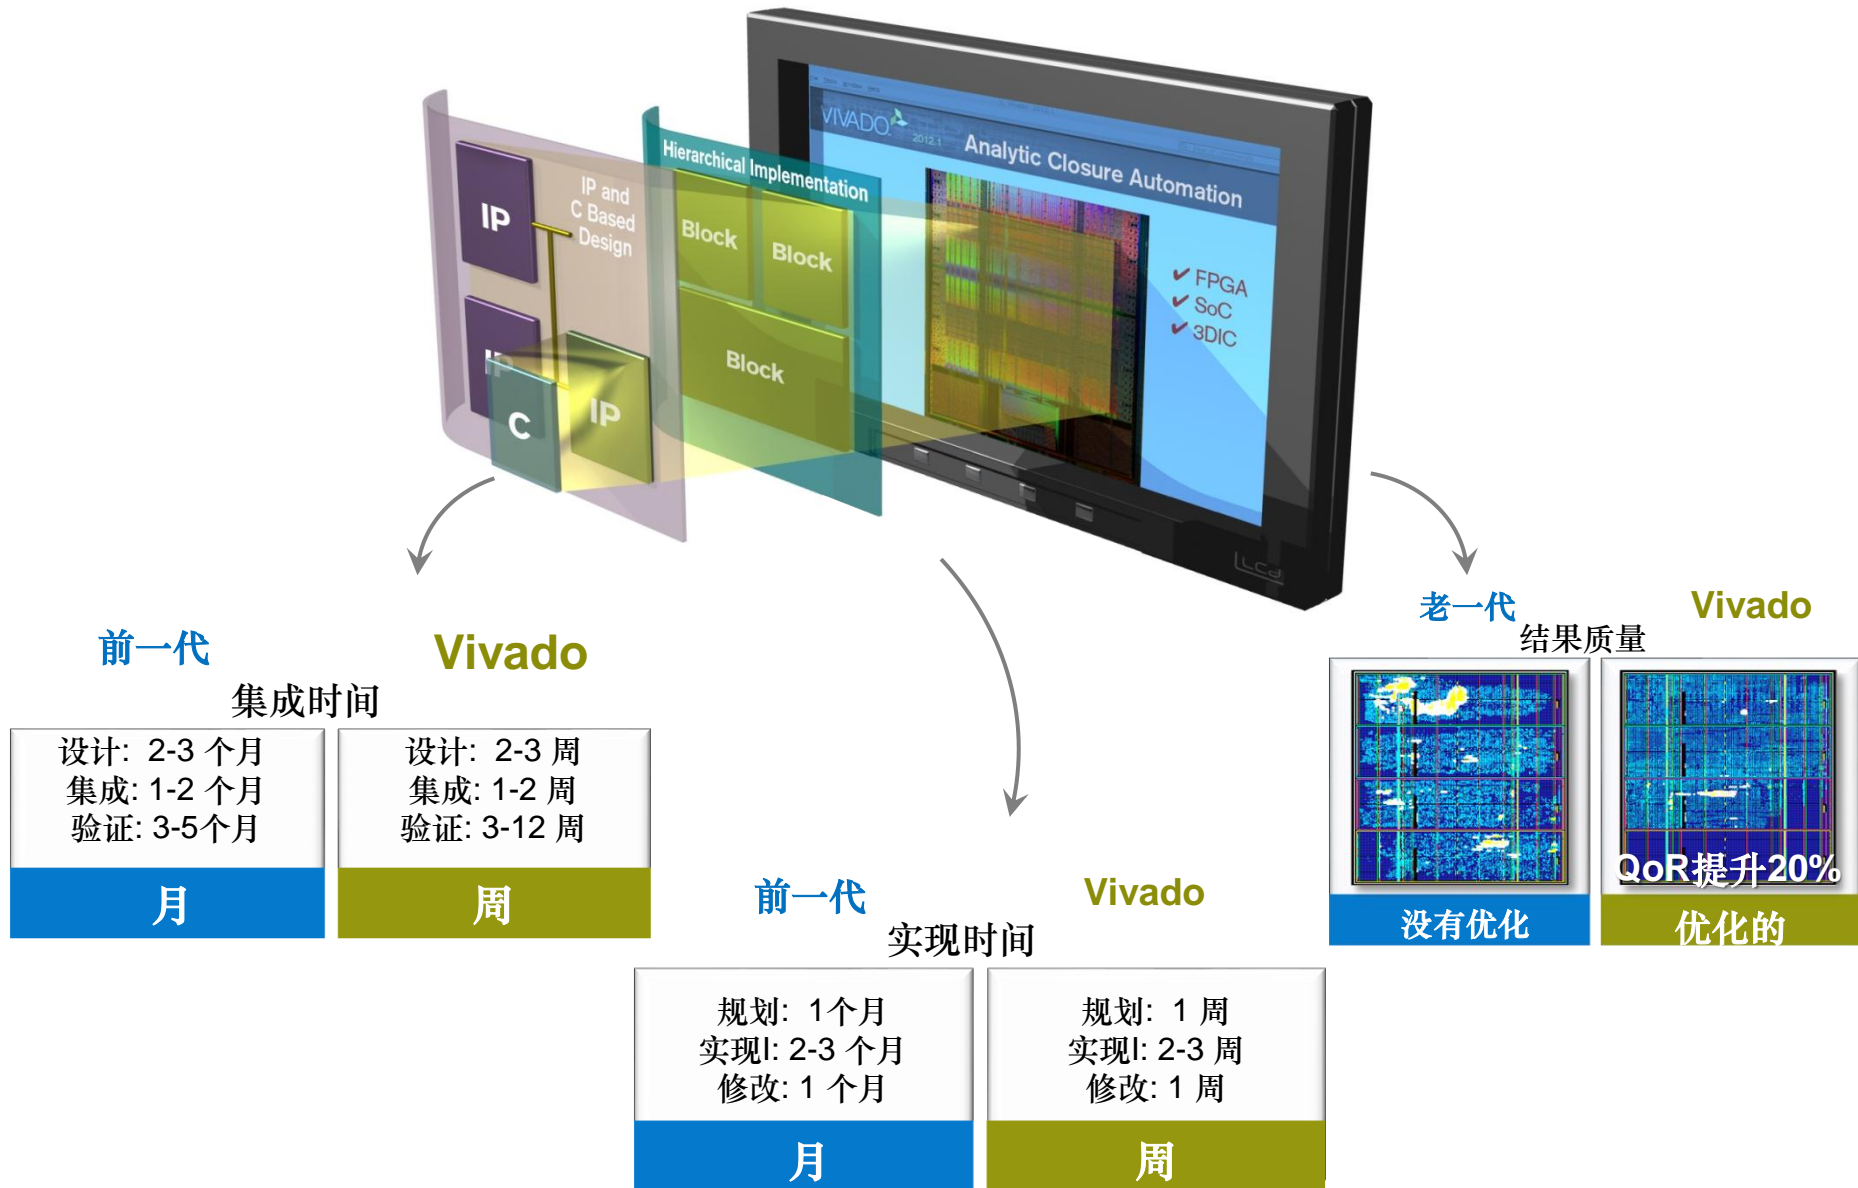 VIVADO
2012.1
Analytic Closure Automation
✔ FPGA
✔ SoC
✔ 3DIC
Hierarchical Implementation
Block
Block
Block
IP and
C Based
Design
IP
IP
C
IP
Lcd
前一代
Vivado
集成时间
设计: 2-3 个月
集成: 1-2 个月
验证: 3-5个月
月
设计: 2-3 周
集成: 1-2 周
验证: 3-12 周
周
前一代
Vivado
实现时间
规划: 1个月
实现I: 2-3 个月
修改: 1 个月
月
规划: 1 周
实现I: 2-3 周
修改: 1 周
周
老一代
Vivado
结果质量
没有优化
QoR提升20%
优化的